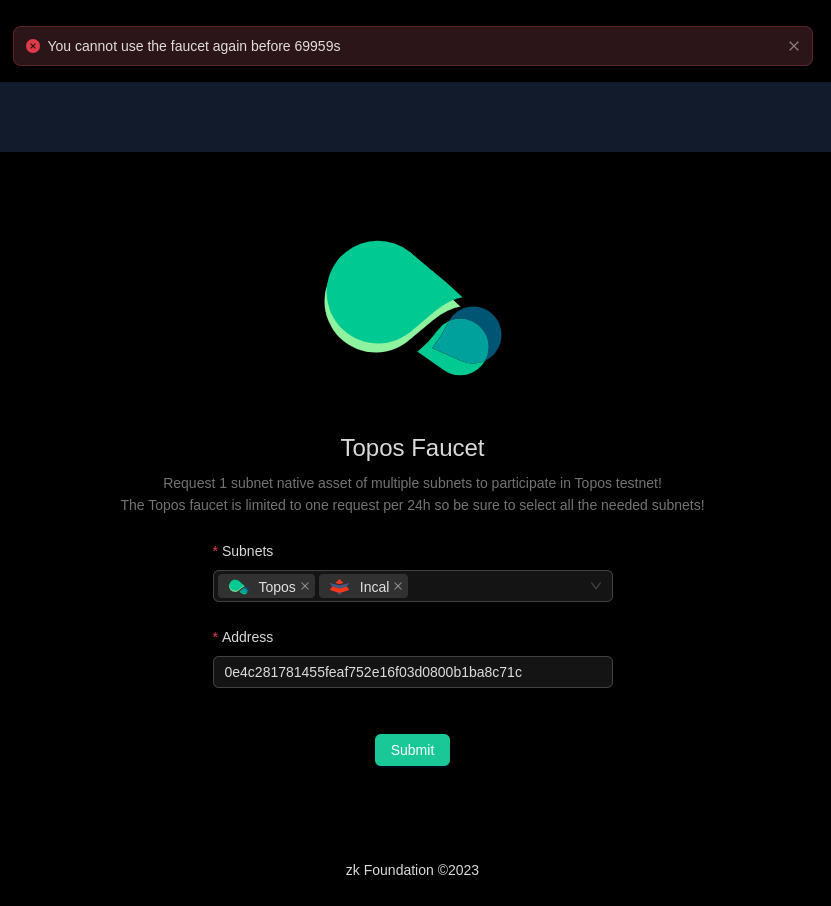 You cannot use the faucet again before 69959s
Topos Faucet
Request 1 subnet native asset of multiple subnets to participate in Topos testnet!
The Topos faucet is limited to one request per 24h so be sure to select all the needed subnets!
* Subnets
Topos Incal
* Address
0e4c281781455feaf752e16f03d0800b1ba8c71c
Submit
zk Foundation ©2023